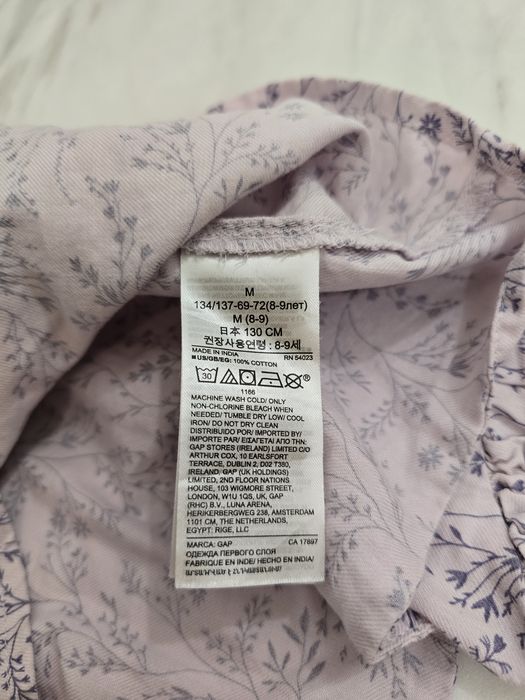 M
134/137-69-72(8-9лет)
M (8-9)
日本 130 CM
권장사용연령 : 8-9세
MADE IN INDIA RN 54023
■US/GB/EG: 100% COTTON
30 ®
1166
MACHINE WASH COLD/ ONLY
NON-CHLORINE BLEACH WHEN
NEEDED/ TUMBLE DRY LOW/ COOL
IRON/ DO NOT DRY CLEAN
DISTRIBUIDO POR/ IMPORTED BY/
IMPORTE PAR/ ΕΙΣΑΓΕΤΑΙ ΑΠΟ ΤΗΝ:
GAP STORES (IRELAND) LIMITED C/O
ARTHUR COX, 10 EARLSFORT
TERRACE, DUBLIN 2, D02 T380,
IRELAND, GAP (UK HOLDINGS)
LIMITED, 2ND FLOOR NATIONS
HOUSE, 103 WIGMORE STREET,
LONDON, W1U 1QS, UK, GAP
(RHC) B.V., LUNA ARENA,
HERIKERBERGWEG 238, AMSTERDAM
1101 CM, THE NETHERLANDS,
EGYPT: RIGE, LLC
MARCA: GAP CA 17897
ОДЕЖДА ПЕРВОГО СЛОЯ
FABRIQUE EN INDE/ HECHO EN INDIA/